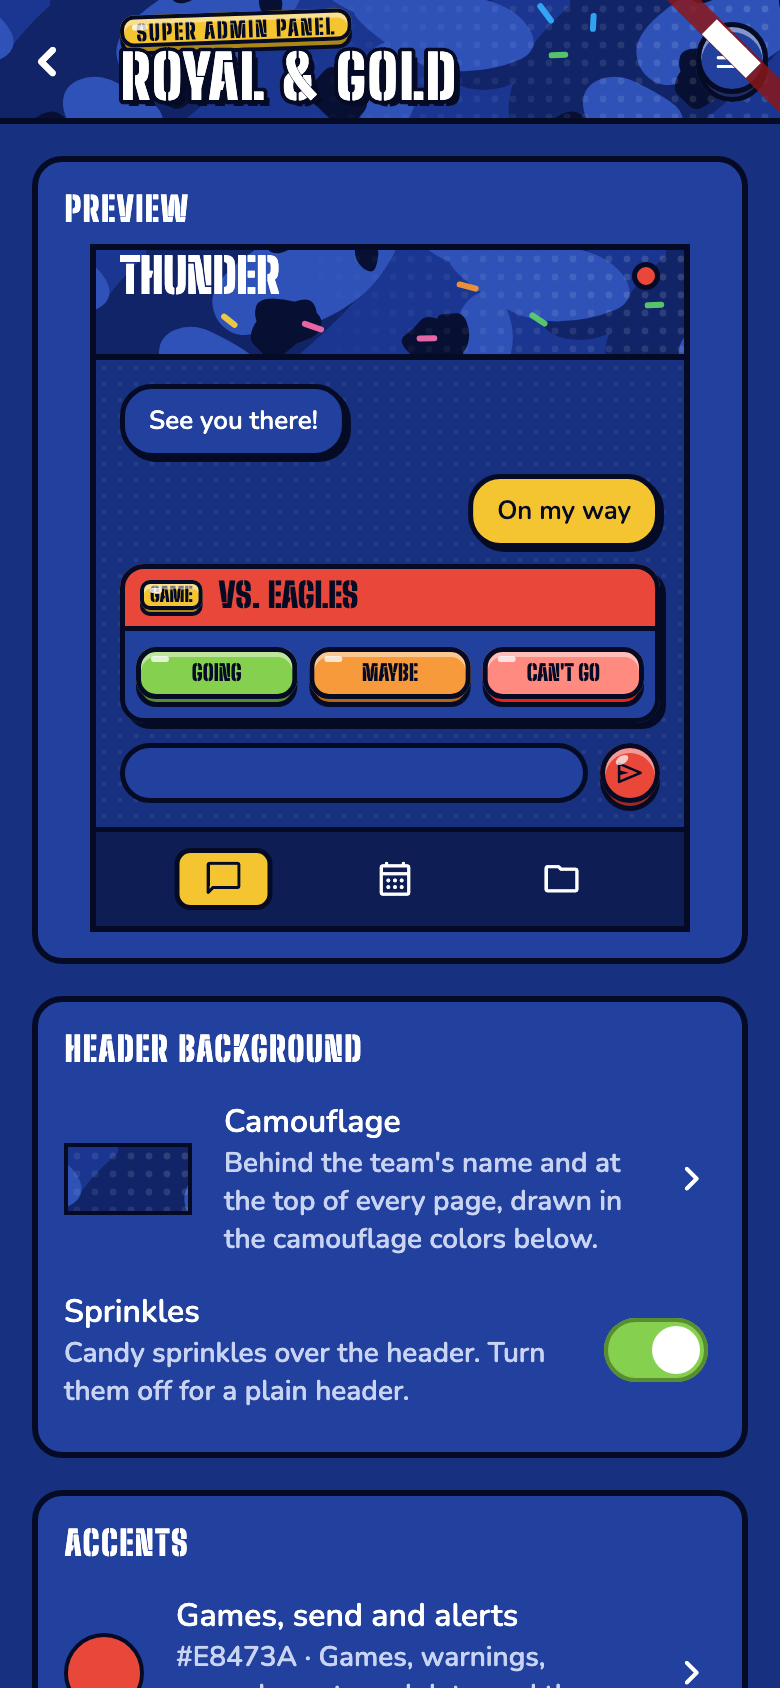 SUPER ADMIN PANEL
ROYAL & GOLD
PREVIEW
THUNDER
See you there!
On my way
GAME
VS. EAGLES
GOING
MAYBE
CAN'T GO
HEADER BACKGROUND
Camouflage
Behind the team's name and at
the top of every page, drawn in
the camouflage colors below.
Sprinkles
Candy sprinkles over the header. Turn
them off for a plain header.
ACCENTS
Games, send and alerts
#E8473A · Games, warnings,